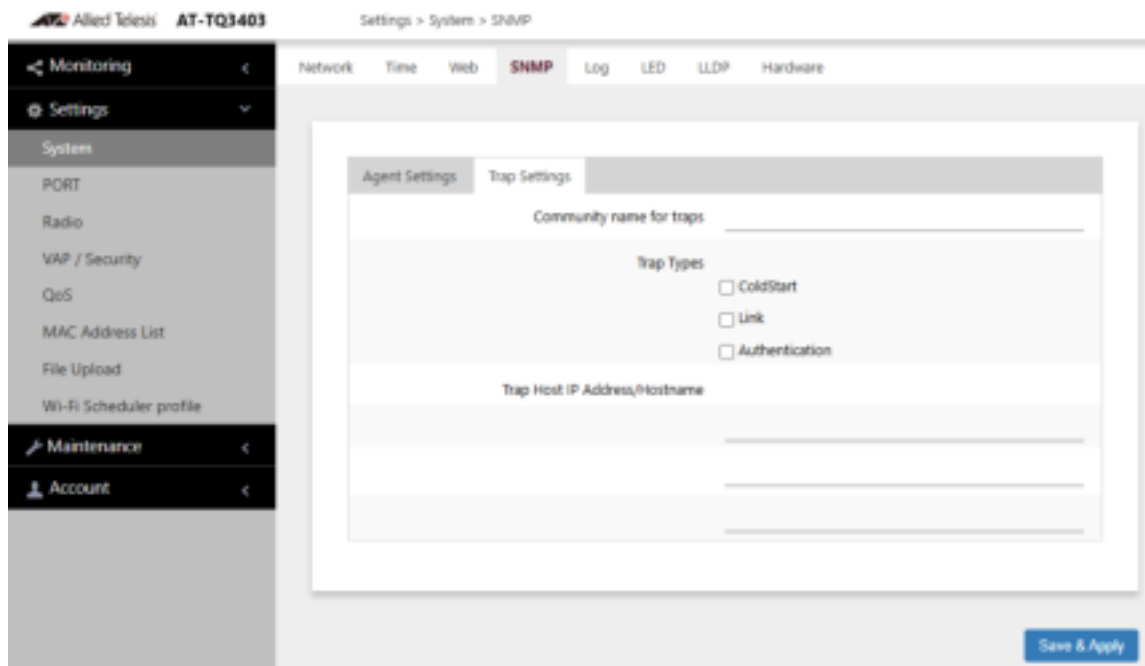 Allied Telesis AT-TQ3403
Settings > System > SNMP
Monitoring
Settings
System
PORT
Radio
VAP / Security
QoS
MAC Address List
File Upload
Wi-Fi Scheduler profile
Maintenance
Account
Network Time Web SNMP Log LED LLDP Hardware
Agent Settings Trap Settings
Community name for traps
Trap Types
ColdStart
Link
Authentication
Trap Host IP Address/Hostname
Save & Apply